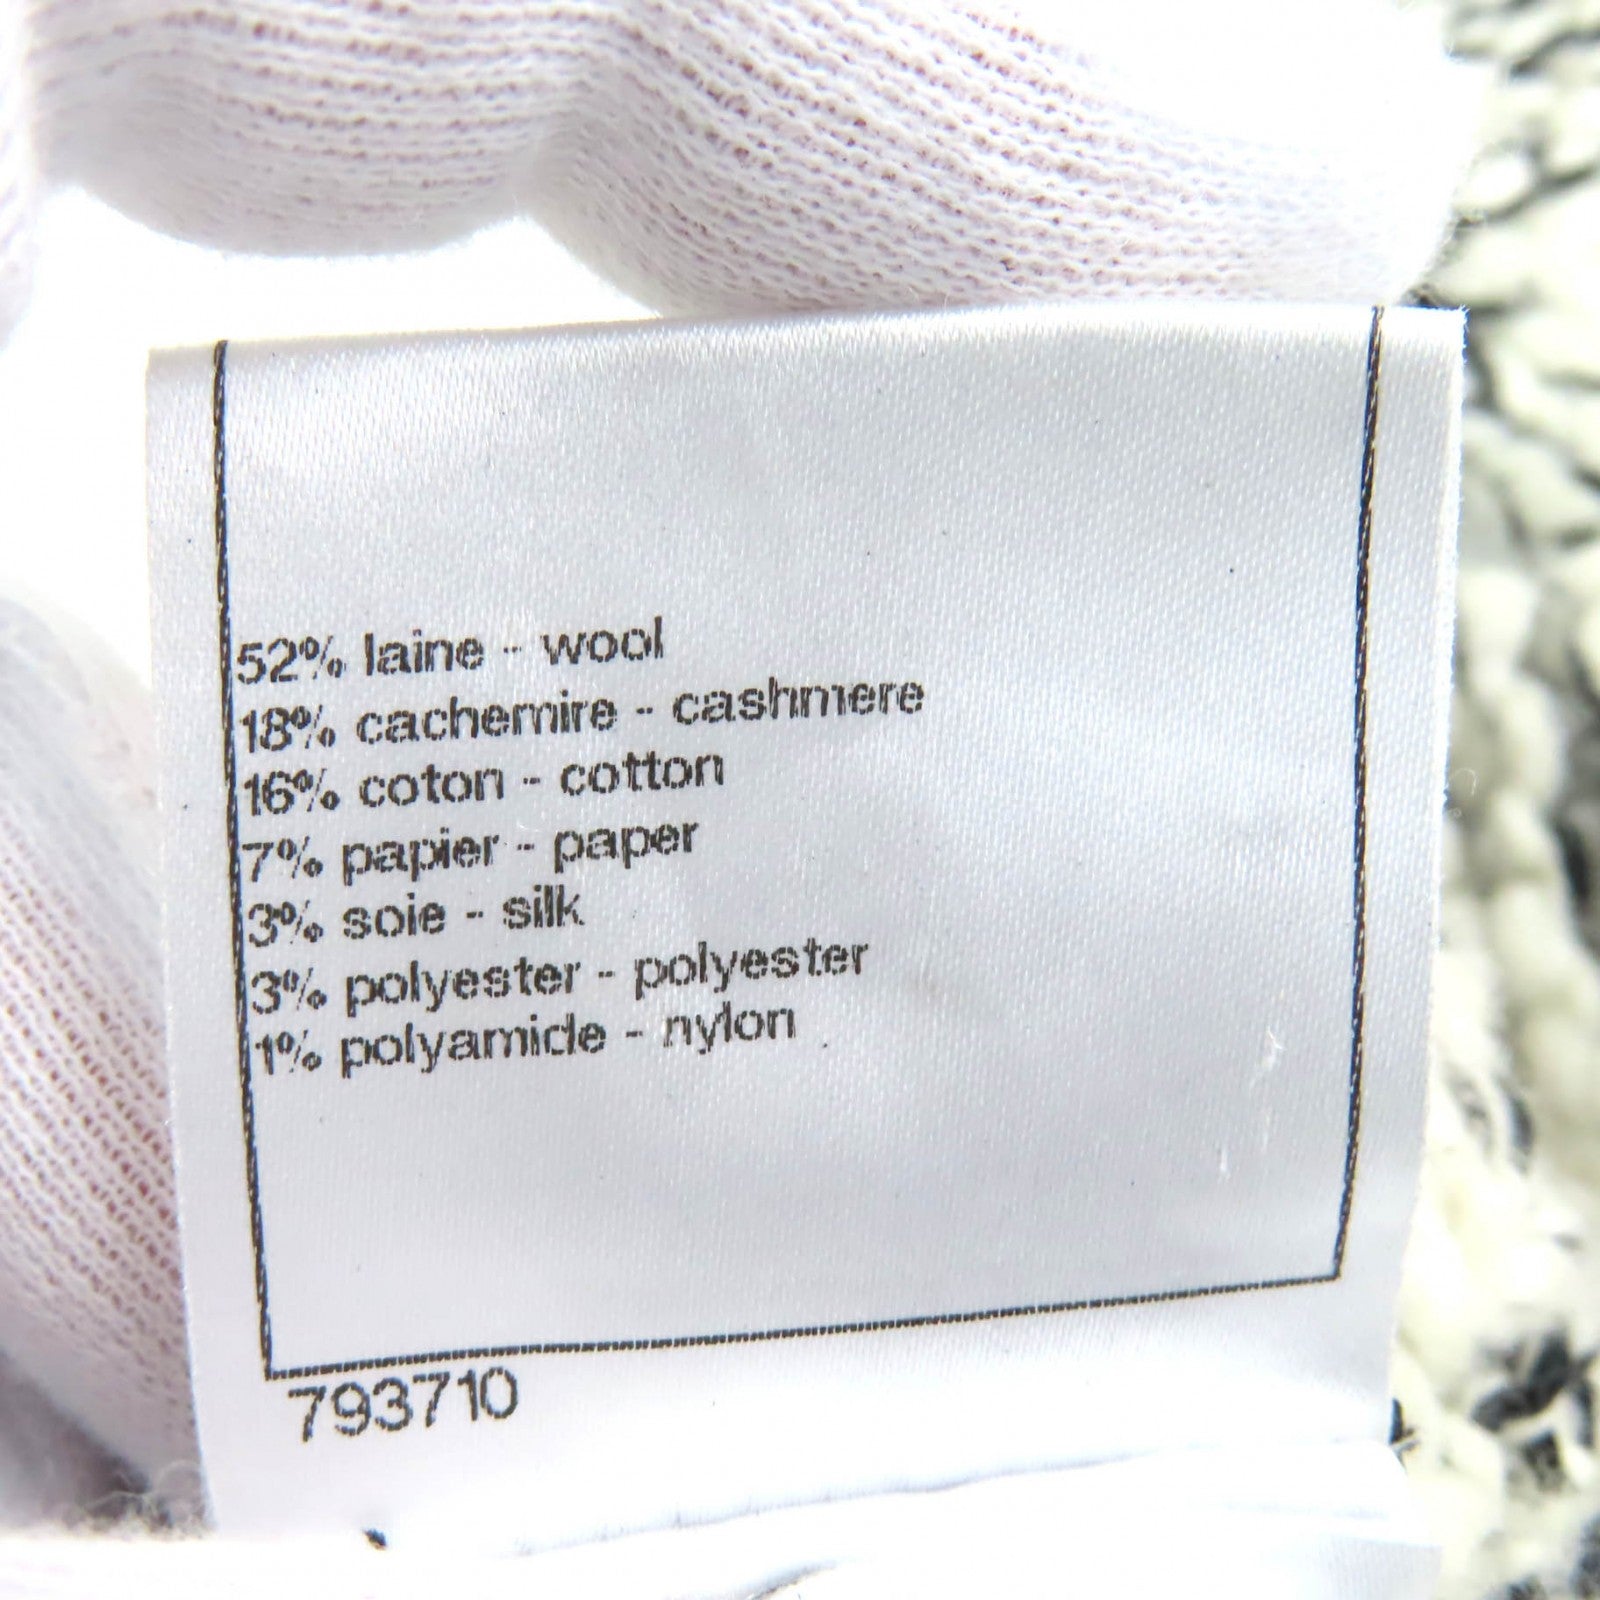 52% laine - wool
18% cachemire - cashmere
16% coton - cotton
7% papier - paper
3% soie - silk
3% polyester - polyester
1% polyamide - nylon
793710